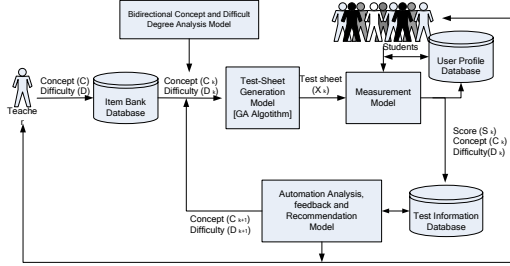 Bidirectional Concept and Difficult
Degree Analysis Model
Students
User Profile
Database
Concept (C)
Difficulty (D)
Teache
r
Item Bank
Database
Concept (C k)
Difficulty (D k)
Test-Sheet
Generation
Model
[GA Algotithm]
Test sheet
(X k)
Measurement
Model
Score (S k)
Concept (C k)
Difficulty(D k)
Automation Analysis,
feedback and
Recommendation
Model
Concept (C k+1)
Difficulty (D k+1)
Test Information
Database